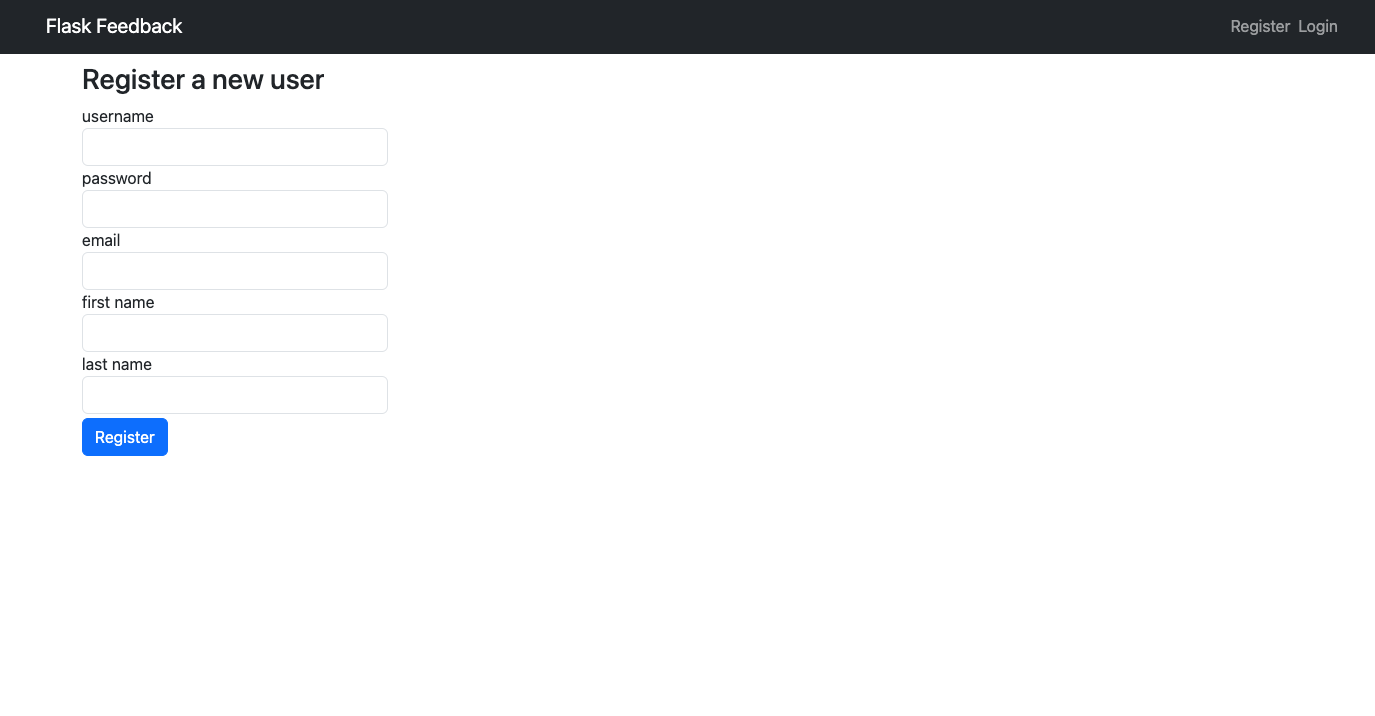 Flask Feedback
Register Login
Register a new user
username
password
email
first name
last name
Register